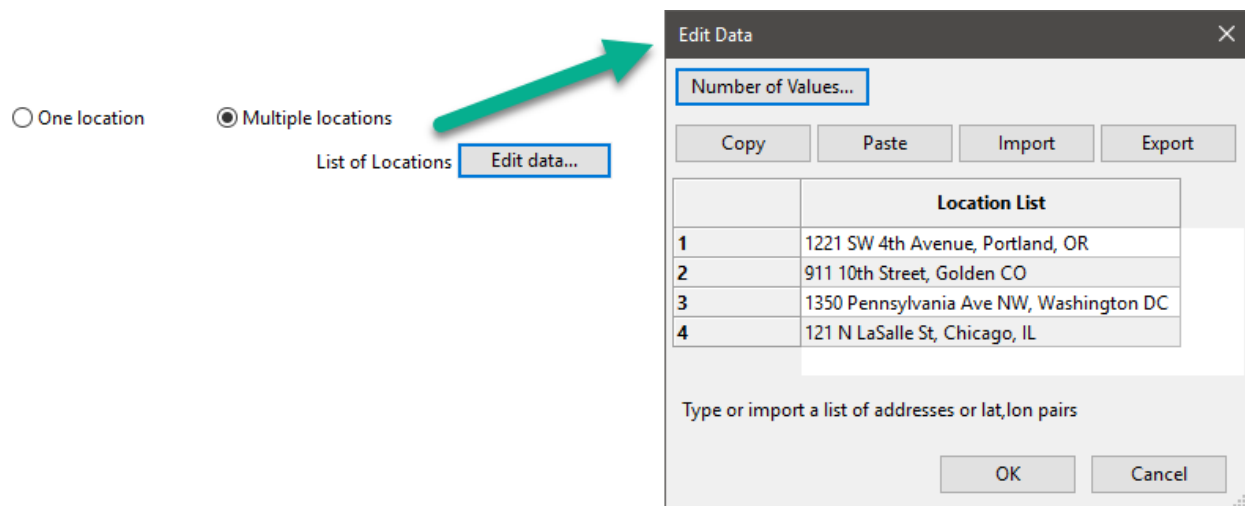 One location Multiple locations
List of Locations Edit data...
Edit Data
Number of Values...
Copy Paste Import Export
Location List
1 1221 SW 4th Avenue, Portland, OR
2 911 10th Street, Golden CO
3 1350 Pennsylvania Ave NW, Washington DC
4 121 N LaSalle St, Chicago, IL
Type or import a list of addresses or lat,lon pairs
OK Cancel